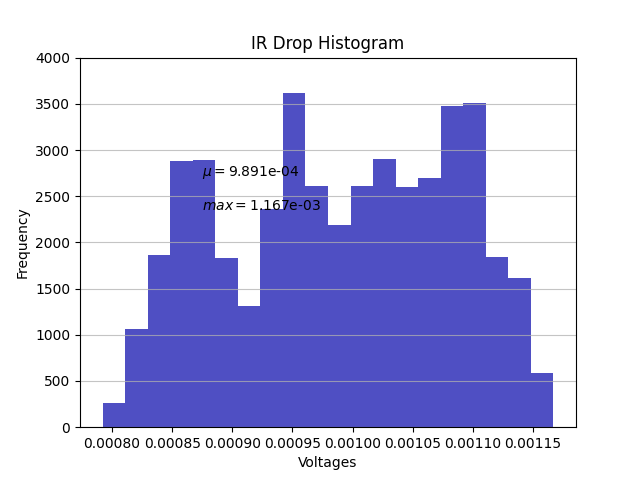 IR Drop Histogram
4000
3500
3000
2500
2000
1500
1000
500
0
Frequency
μ = 9.891e-04
max = 1.167e-03
0.00080 0.00085 0.00090 0.00095 0.00100 0.00105 0.00110 0.00115
Voltages